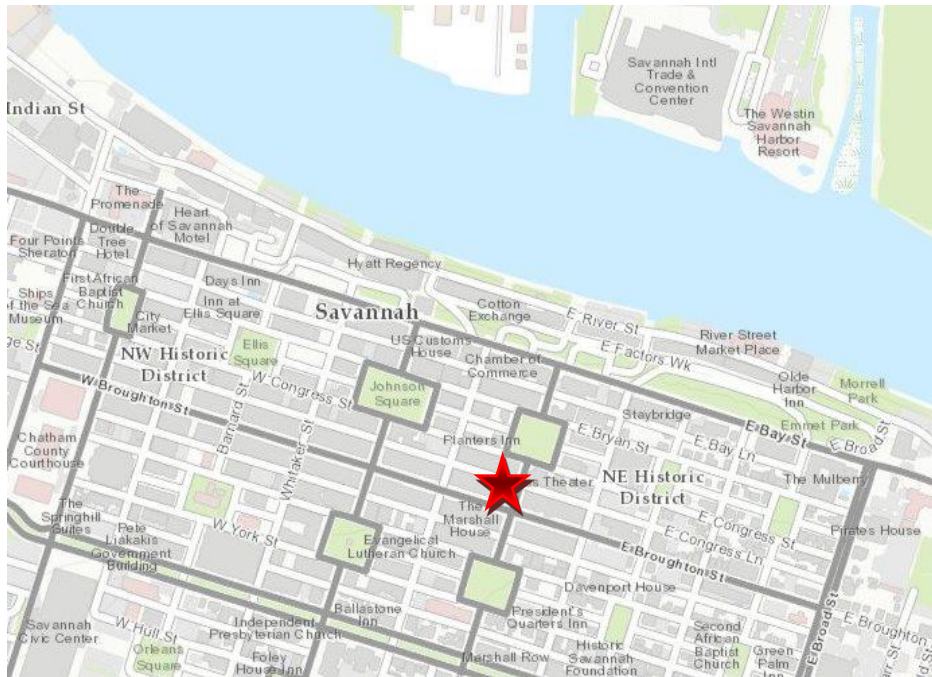 Savannah Intl
Trade &
Convention
Center
The Westin
Savannah
Harbor
Resort
Indian St
The
Promenade
Heart
of Savannah
Motel
Four Points
Sheraton
Double
Tree
Hotel
Hyatt Regency
Days Inn
First African
Baptist
Church
Ships
of the Sea
Museum
Inn at
Ellis Square
City
Market
Savannah
Cotton
Exchange
E River St
River Street
Market Place
US Customs
House
E Factors Wk
NW Historic
District
Ellis
Square
Chamber of
Commerce
Olde
Harbor
Inn
Morrell
Park
W Congress St
Johnson
Square
W Broughton St
Barnard St
Whitaker St
Staybridge
Emmet Park
E Bay St
E Broad St
Planters Inn
E Bryan St
E Bay Ln
Chatham
County
Courthouse
Theater
NE Historic
District
The Mulberry
The
Marshall
House
E Congress St
E Congress Ln
Pirates House
The
Springhill
Suites
Pete
Liakakis
Government
Building
W York St
Evangelical
Lutheran Church
E Broughton St
Davenport House
E Broad St
E Broughton
Savannah
Civic Center
W Hull St
Orleans
Square
Independent
Presbyterian Church
Ballastone
Inn
President's
Quarters Inn
Foley
House Inn
Marshall Row
Historic
Savannah
Foundation
Second
African
Baptist
Church
Green
Palm
Inn